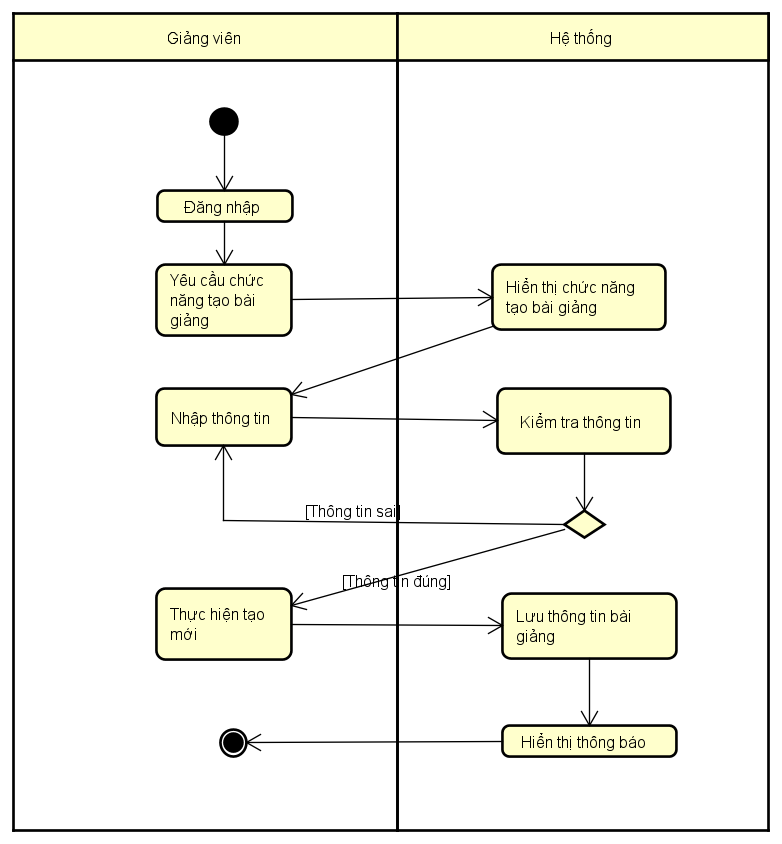 Giảng viên
Hệ thống
Đăng nhập
Yêu cầu chức
năng tạo bài
giảng
Hiển thị chức năng
tạo bài giảng
Nhập thông tin
Kiểm tra thông tin
[Thông tin sai]
[Thông tin đúng]
Thực hiện tạo
mới
Lưu thông tin bài
giảng
Hiển thị thông báo